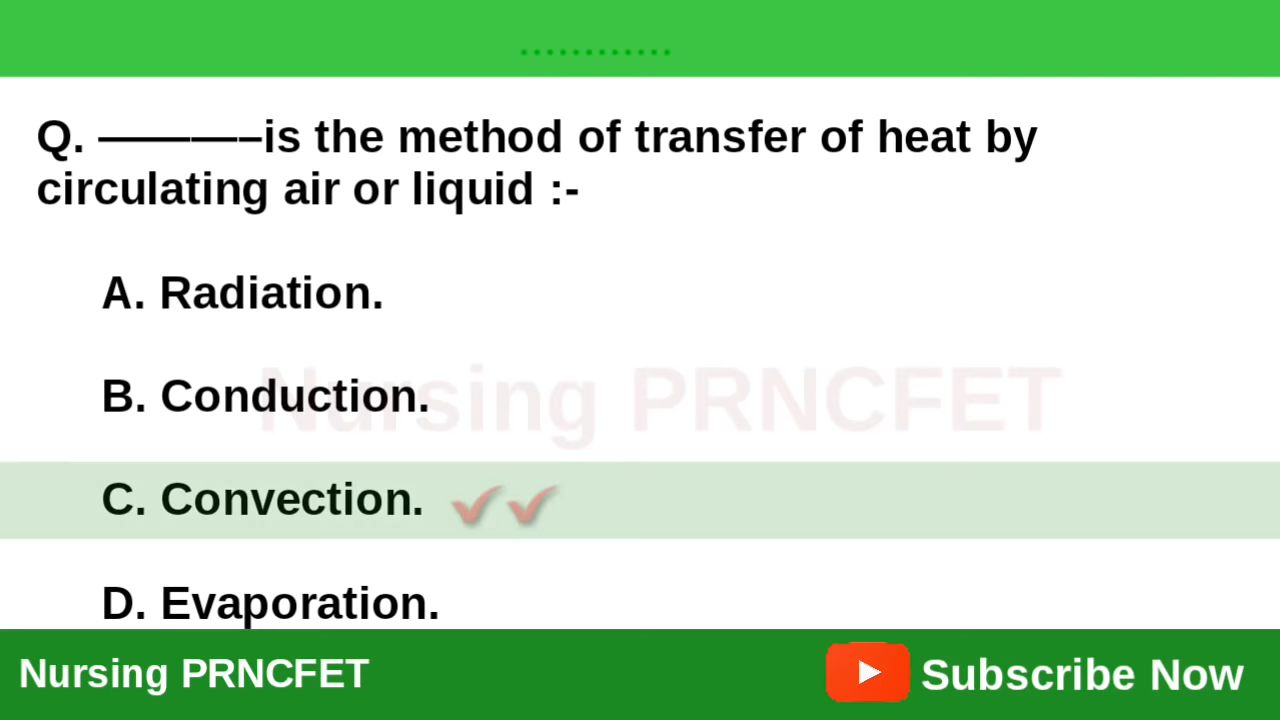 ............
Q. ————–is the method of transfer of heat by
circulating air or liquid :-
A. Radiation.
B. Conduction.
Nursing PRNCFET
C. Convection.
D. Evaporation.
Nursing PRNCFET
Subscribe Now